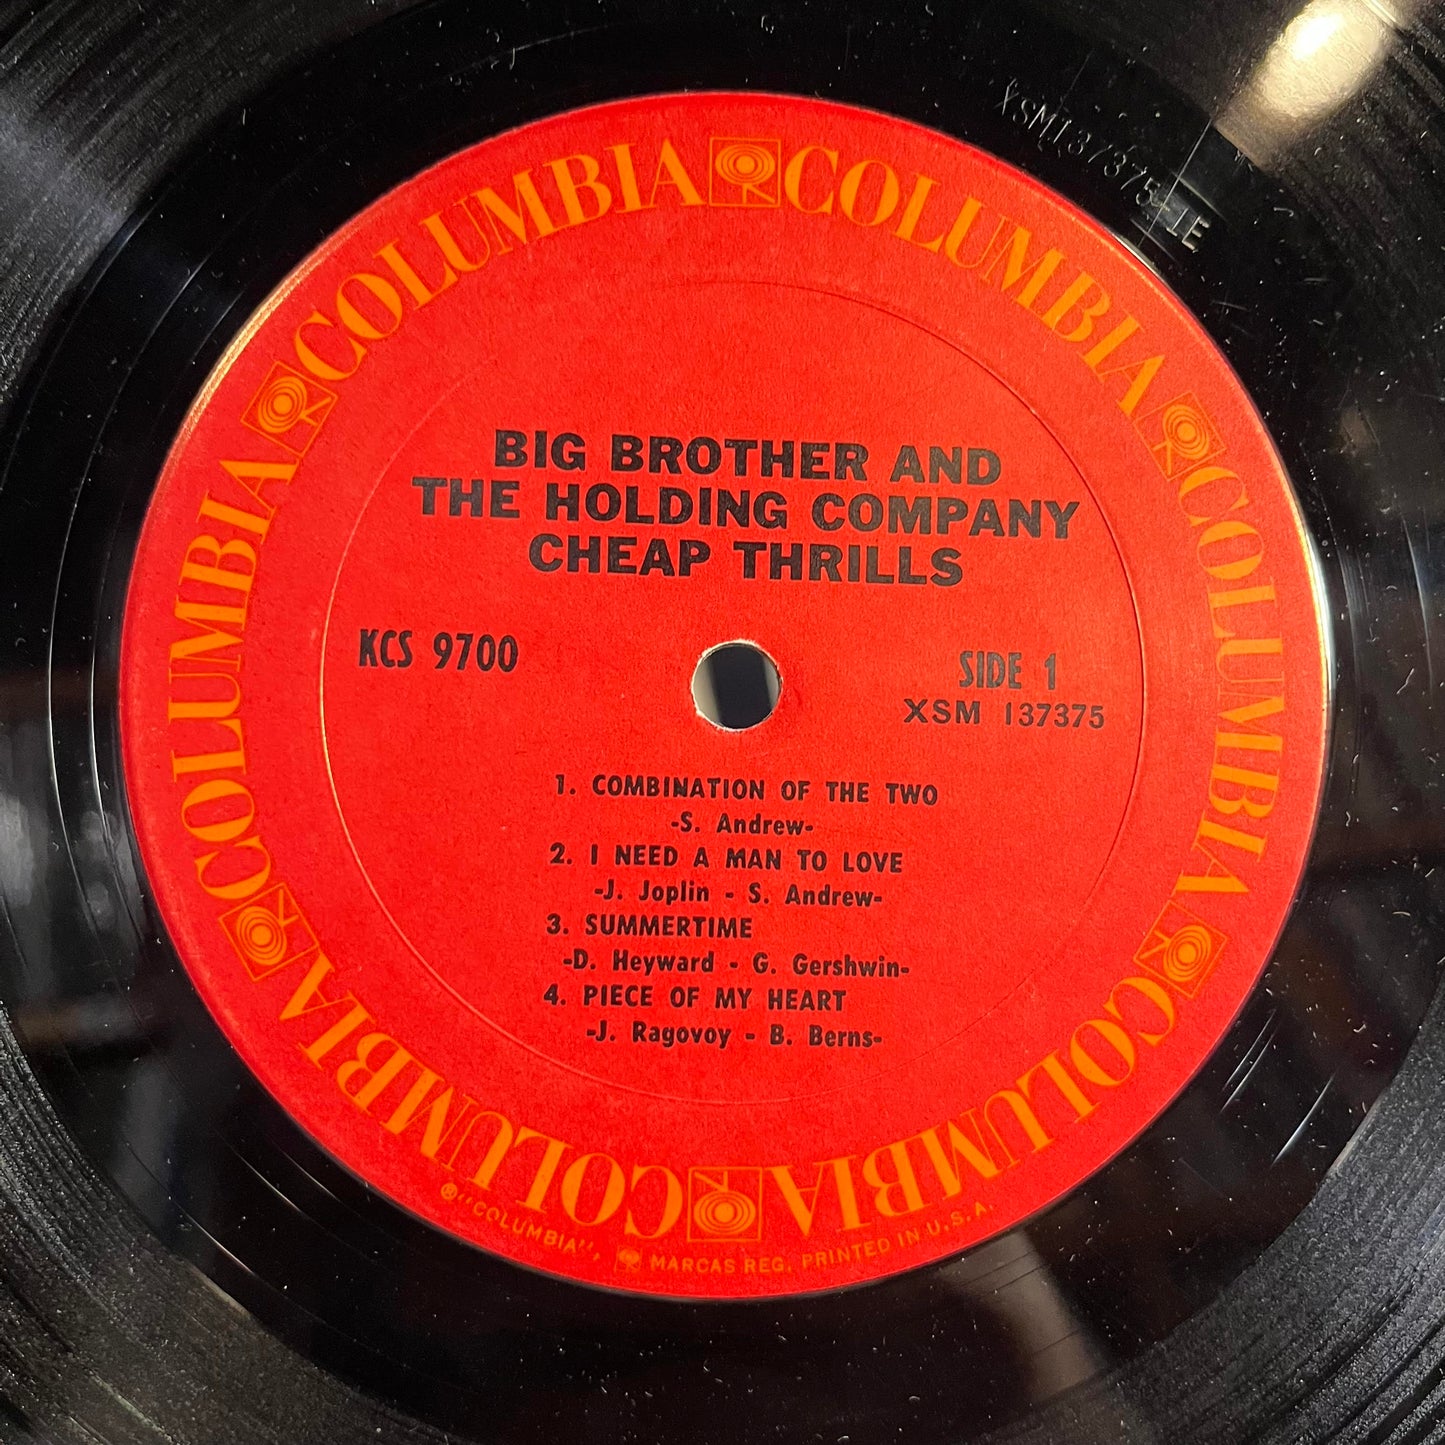 COLUMBIA COLUMBIA COLUMBIA COLUMBIA COLUMBIA COLUMBIA
XSM137375-1E
BIG BROTHER AND
THE HOLDING COMPANY
CHEAP THRILLS
KCS 9700
SIDE 1
XSM 137375
1. COMBINATION OF THE TWO
-S. Andrew-
2. I NEED A MAN TO LOVE
-J. Joplin - S. Andrew-
3. SUMMERTIME
-D. Heyward - G. Gershwin-
4. PIECE OF MY HEART
-J. Ragovoy - B. Berns-
® "COLUMBIA", MARCAS REG. PRINTED IN U.S.A.